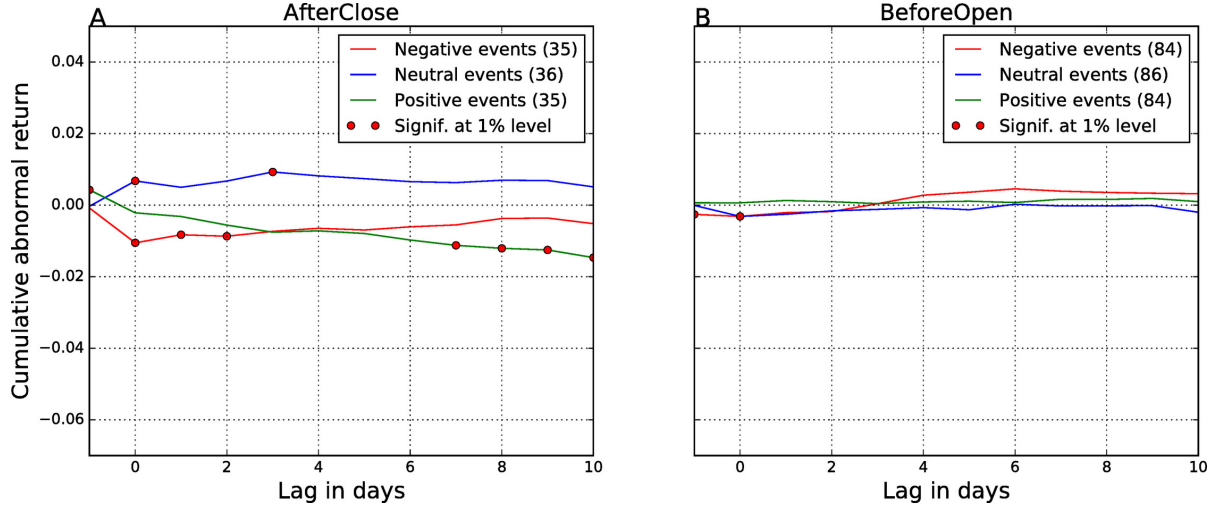 A
AfterClose
Negative events (35)
Neutral events (36)
Positive events (35)
Signif. at 1% level
0.04
0.02
0.00
−0.02
−0.04
−0.06
Cumulative abnormal return
0 2 4 6 8 10
Lag in days
B
BeforeOpen
Negative events (84)
Neutral events (86)
Positive events (84)
Signif. at 1% level
0 2 4 6 8 10
Lag in days